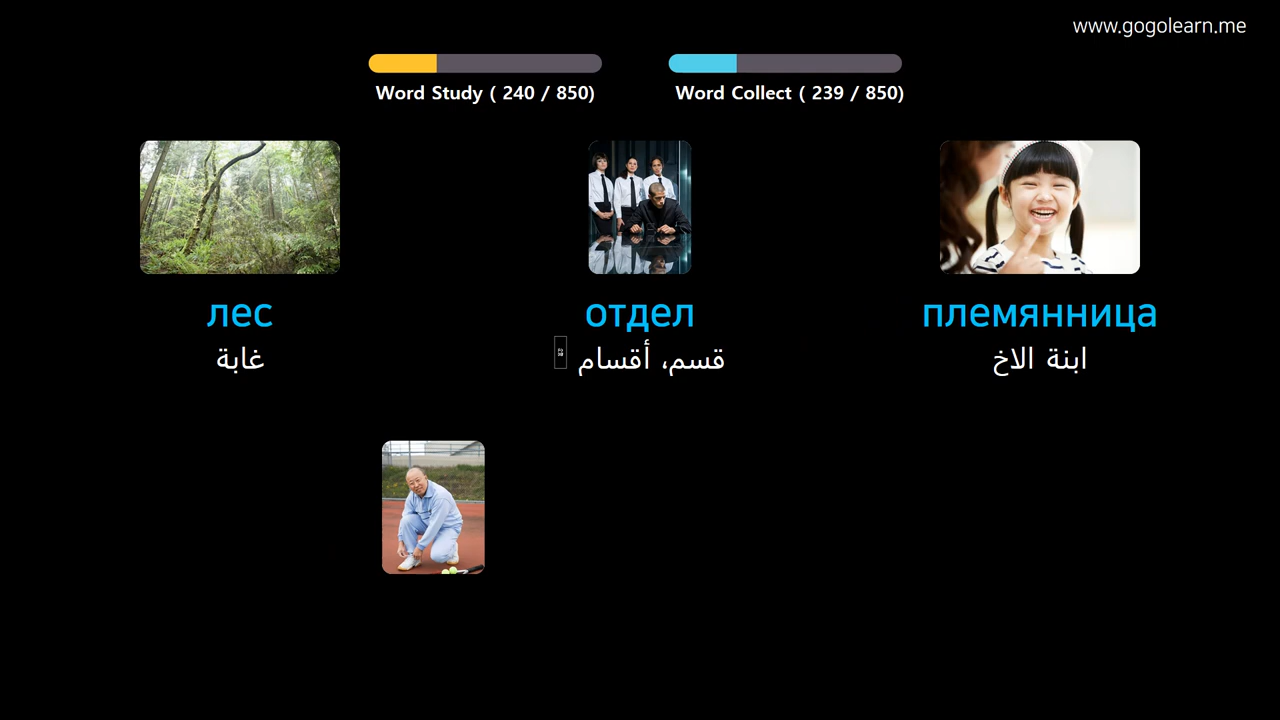 www.gogolearn.me
Word Study ( 240 / 850)
Word Collect ( 239 / 850)
лес
отдел
племянница
غابة
قسم، أقسام
ابنة الاخ